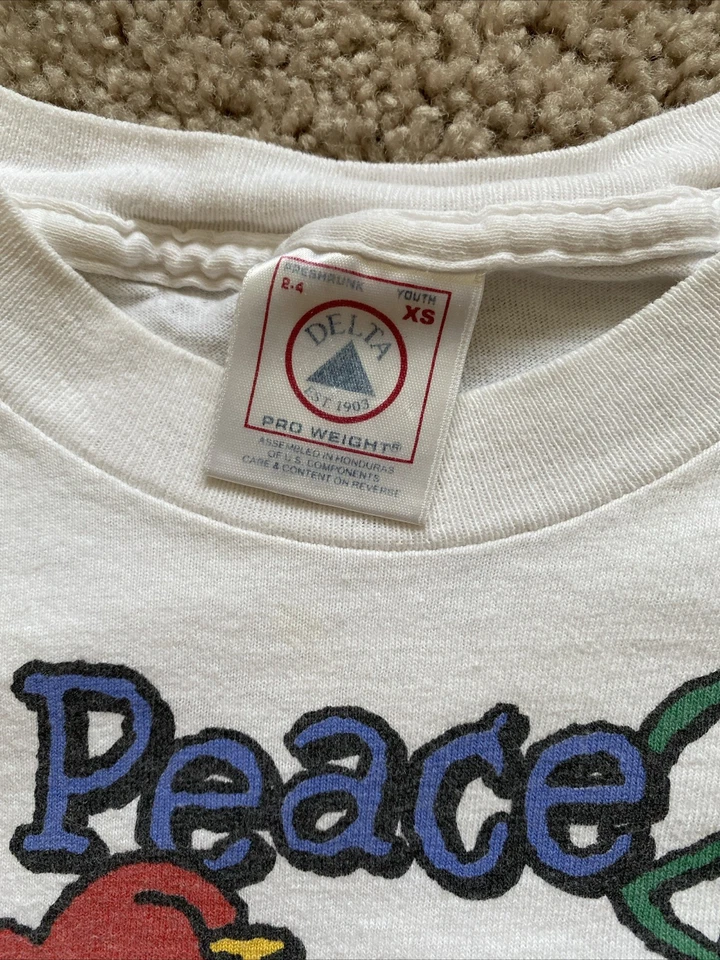 PRESHRUNK YOUTH
2-4 XS
DELTA
EST. 1903
PRO WEIGHT®
ASSEMBLED IN HONDURAS
OF U.S. COMPONENTS
CARE & CONTENT ON REVERSE
Peace